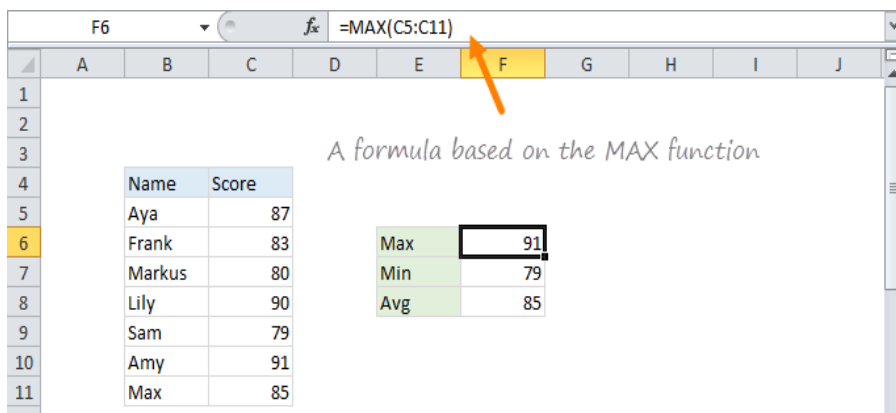 F6 fx =MAX(C5:C11)
A B C D E F G H I J
1
2
3 A formula based on the MAX function
4 Name Score
5 Aya 87
6 Frank 83 Max 91
7 Markus 80 Min 79
8 Lily 90 Avg 85
9 Sam 79
10 Amy 91
11 Max 85